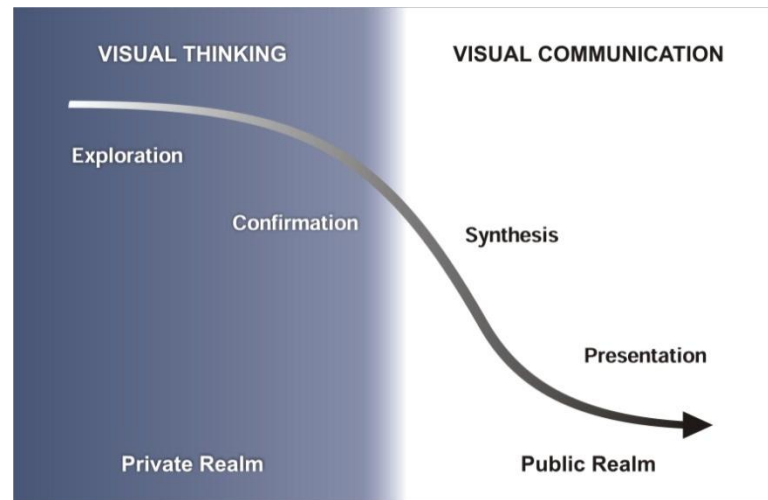 VISUAL THINKING
VISUAL COMMUNICATION
Exploration
Confirmation
Synthesis
Presentation
Private Realm
Public Realm